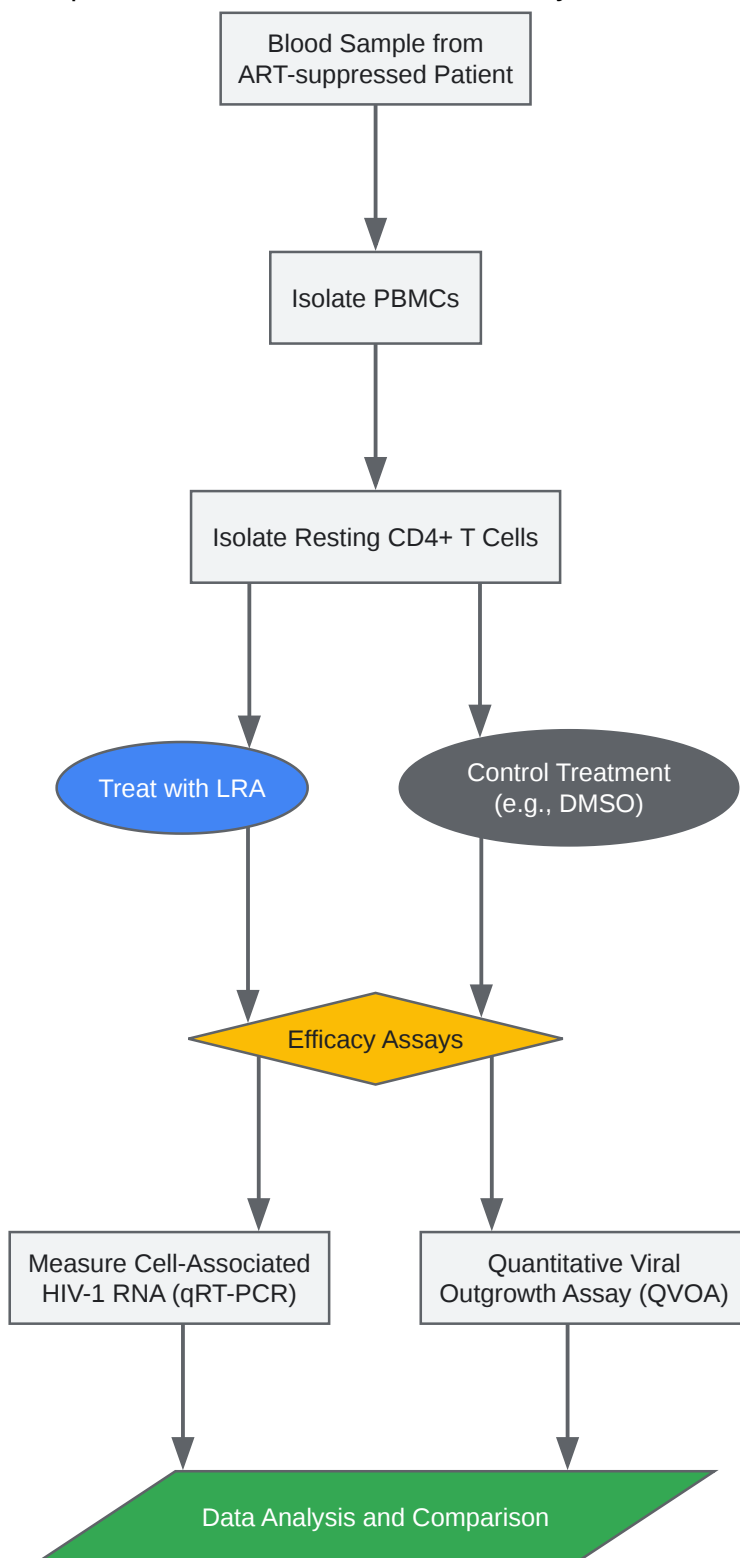 Blood Sample from
ART-suppressed Patient
Isolate PBMCs
Isolate Resting CD4+ T Cells
Treat with LRA
Control Treatment
(e.g., DMSO)
Efficacy Assays
Measure Cell-Associated
HIV-1 RNA (qRT-PCR)
Quantitative Viral
Outgrowth Assay (QVOA)
Data Analysis and Comparison